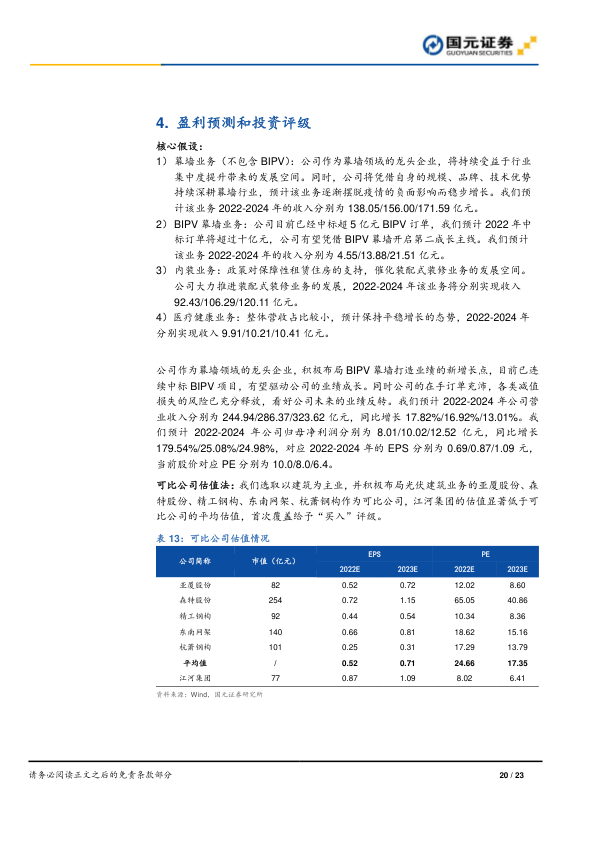 国元证券
GUOYUAN SECURITIES
4. 盈利预测和投资评级
核心假设：
1） 幕墙业务（不包含 BIPV）：公司作为幕墙领域的龙头企业，将持续受益于行业
集中度提升带来的发展空间。同时，公司将凭借自身的规模、品牌、技术优势
持续深耕幕墙行业，预计该业务逐渐摆脱疫情的负面影响而稳步增长。我们预
计该业务 2022-2024 年的收入分别为 138.05/156.00/171.59 亿元。
2） BIPV 幕墙业务：公司目前已经中标超 5 亿元 BIPV 订单，我们预计 2022 年中
标订单将超过十亿元，公司有望凭借 BIPV 幕墙开启第二成长主线。我们预计
该业务 2022-2024 年的收入分别为 4.55/13.88/21.51 亿元。
3） 内装业务：政策对保障性租赁住房的支持，催化装配式装修业务的发展空间。
公司大力推进装配式装修业务的发展，2022-2024 年该业务将分别实现收入
92.43/106.29/120.11 亿元。
4）医疗健康业务：整体营收占比较小，预计保持平稳增长的态势，2022-2024 年
分别实现收入 9.91/10.21/10.41 亿元。
公司作为幕墙领域的龙头企业，积极布局 BIPV 幕墙打造业绩的新增长点，目前已连
续中标 BIPV 项目，有望驱动公司的业绩成长。同时公司的在手订单充沛，各类减值
损失的风险已充分释放，看好公司未来的业绩反转。我们预计 2022-2024 年公司营
业收入分别为 244.94/286.37/323.62 亿元，同比增长 17.82%/16.92%/13.01%。我
们预计 2022-2024 年公司归母净利润分别为 8.01/10.02/12.52 亿元，同比增长
179.54%/25.08%/24.98%，对应 2022-2024 年的 EPS 分别为 0.69/0.87/1.09 元，
当前股价对应 PE 分别为 10.0/8.0/6.4。
可比公司估值法：我们选取以建筑为主业，并积极布局光伏建筑业务的亚厦股份、森
特股份、精工钢构、东南网架、杭萧钢构作为可比公司，江河集团的估值显著低于可
比公司的平均估值，首次覆盖给予“买入”评级。
表 13：可比公司估值情况
公司简称 市值（亿元） EPS PE
2022E 2023E 2022E 2023E
亚厦股份 82 0.52 0.72 12.02 8.60
森特股份 254 0.72 1.15 65.05 40.86
精工钢构 92 0.44 0.54 10.34 8.36
东南网架 140 0.66 0.81 18.62 15.16
杭萧钢构 101 0.25 0.31 17.29 13.79
平均值 / 0.52 0.71 24.66 17.35
江河集团 77 0.87 1.09 8.02 6.41
资料来源：Wind，国元证券研究所
请务必阅读正文之后的免责条款部分 20 / 23